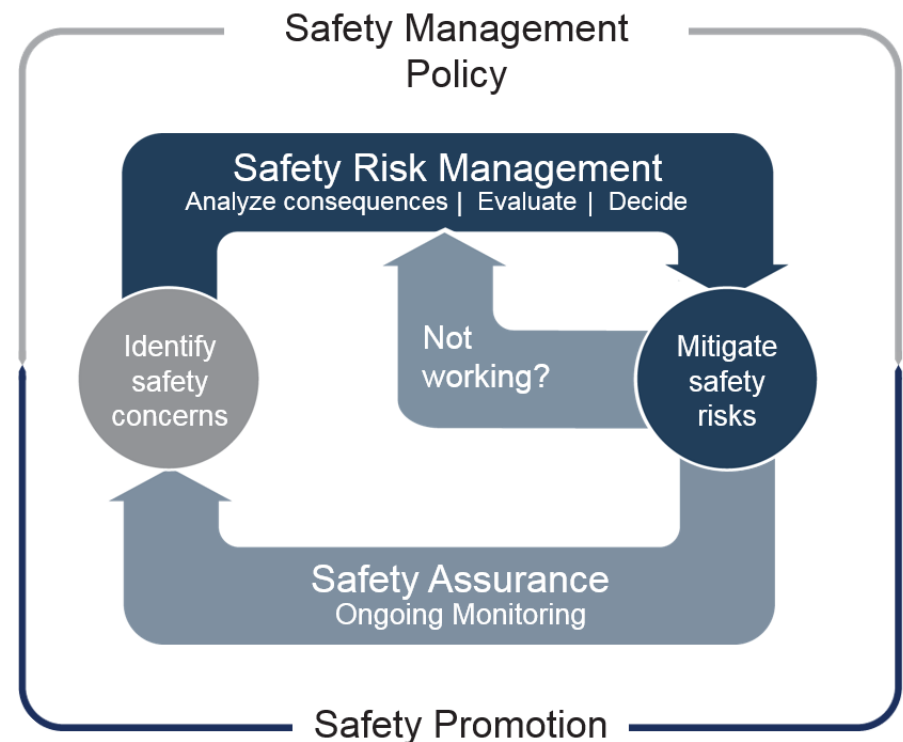 Safety Management
Policy
Safety Risk Management
Analyze consequences | Evaluate | Decide
Identify
safety
concerns
Not
working?
Mitigate
safety
risks
Safety Assurance
Ongoing Monitoring
Safety Promotion